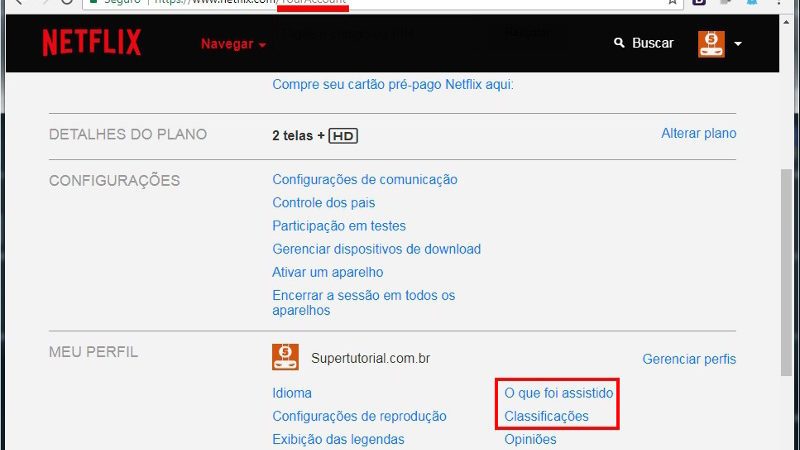 Seguro | https://www.netflix.com/YourAccount
NETFLIX
Navegar
Buscar
Compre seu cartão pré-pago Netflix aqui:
DETALHES DO PLANO
2 telas + HD
Alterar plano
CONFIGURAÇÕES
Configurações de comunicação
Controle dos pais
Participação em testes
Gerenciar dispositivos de download
Ativar um aparelho
Encerrar a sessão em todos os
aparelhos
MEU PERFIL
Supertutorial.com.br
Gerenciar perfis
Idioma
O que foi assistido
Configurações de reprodução
Classificações
Exibição das legendas
Opiniões